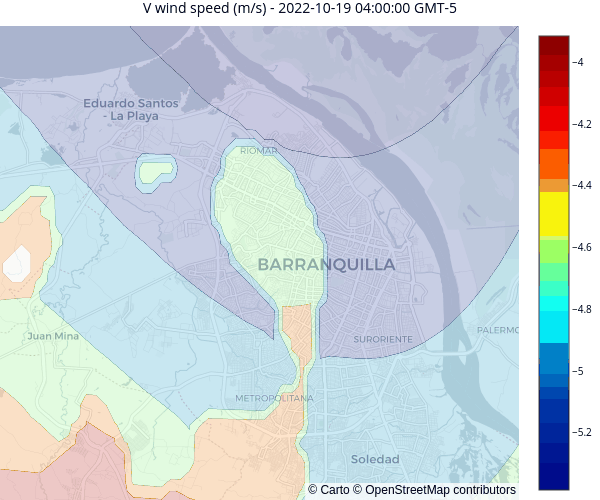 V wind speed (m/s) - 2022-10-19 04:00:00 GMT-5
Eduardo Santos
- La Playa
RIOMAR
BARRANQUILLA
SURORIENTE
PALERMO
Juan Mina
METROPOLITANA
Soledad
© Carto © OpenStreetMap contributors
−4
−4.2
−4.4
−4.6
−4.8
−5
−5.2